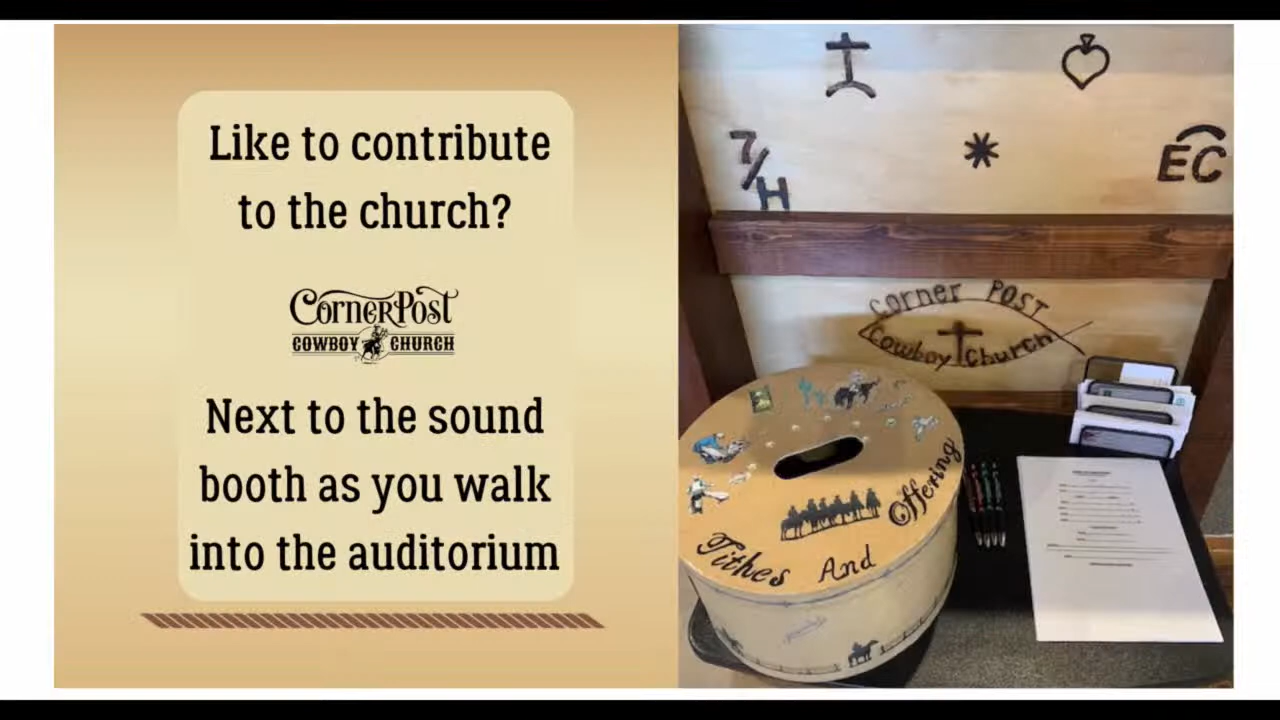 Like to contribute
to the church?
CornerPost
COWBOY CHURCH
Next to the sound
booth as you walk
into the auditorium
7/H
EC
Corner Post
Cowboy Church
Tithes And Offering